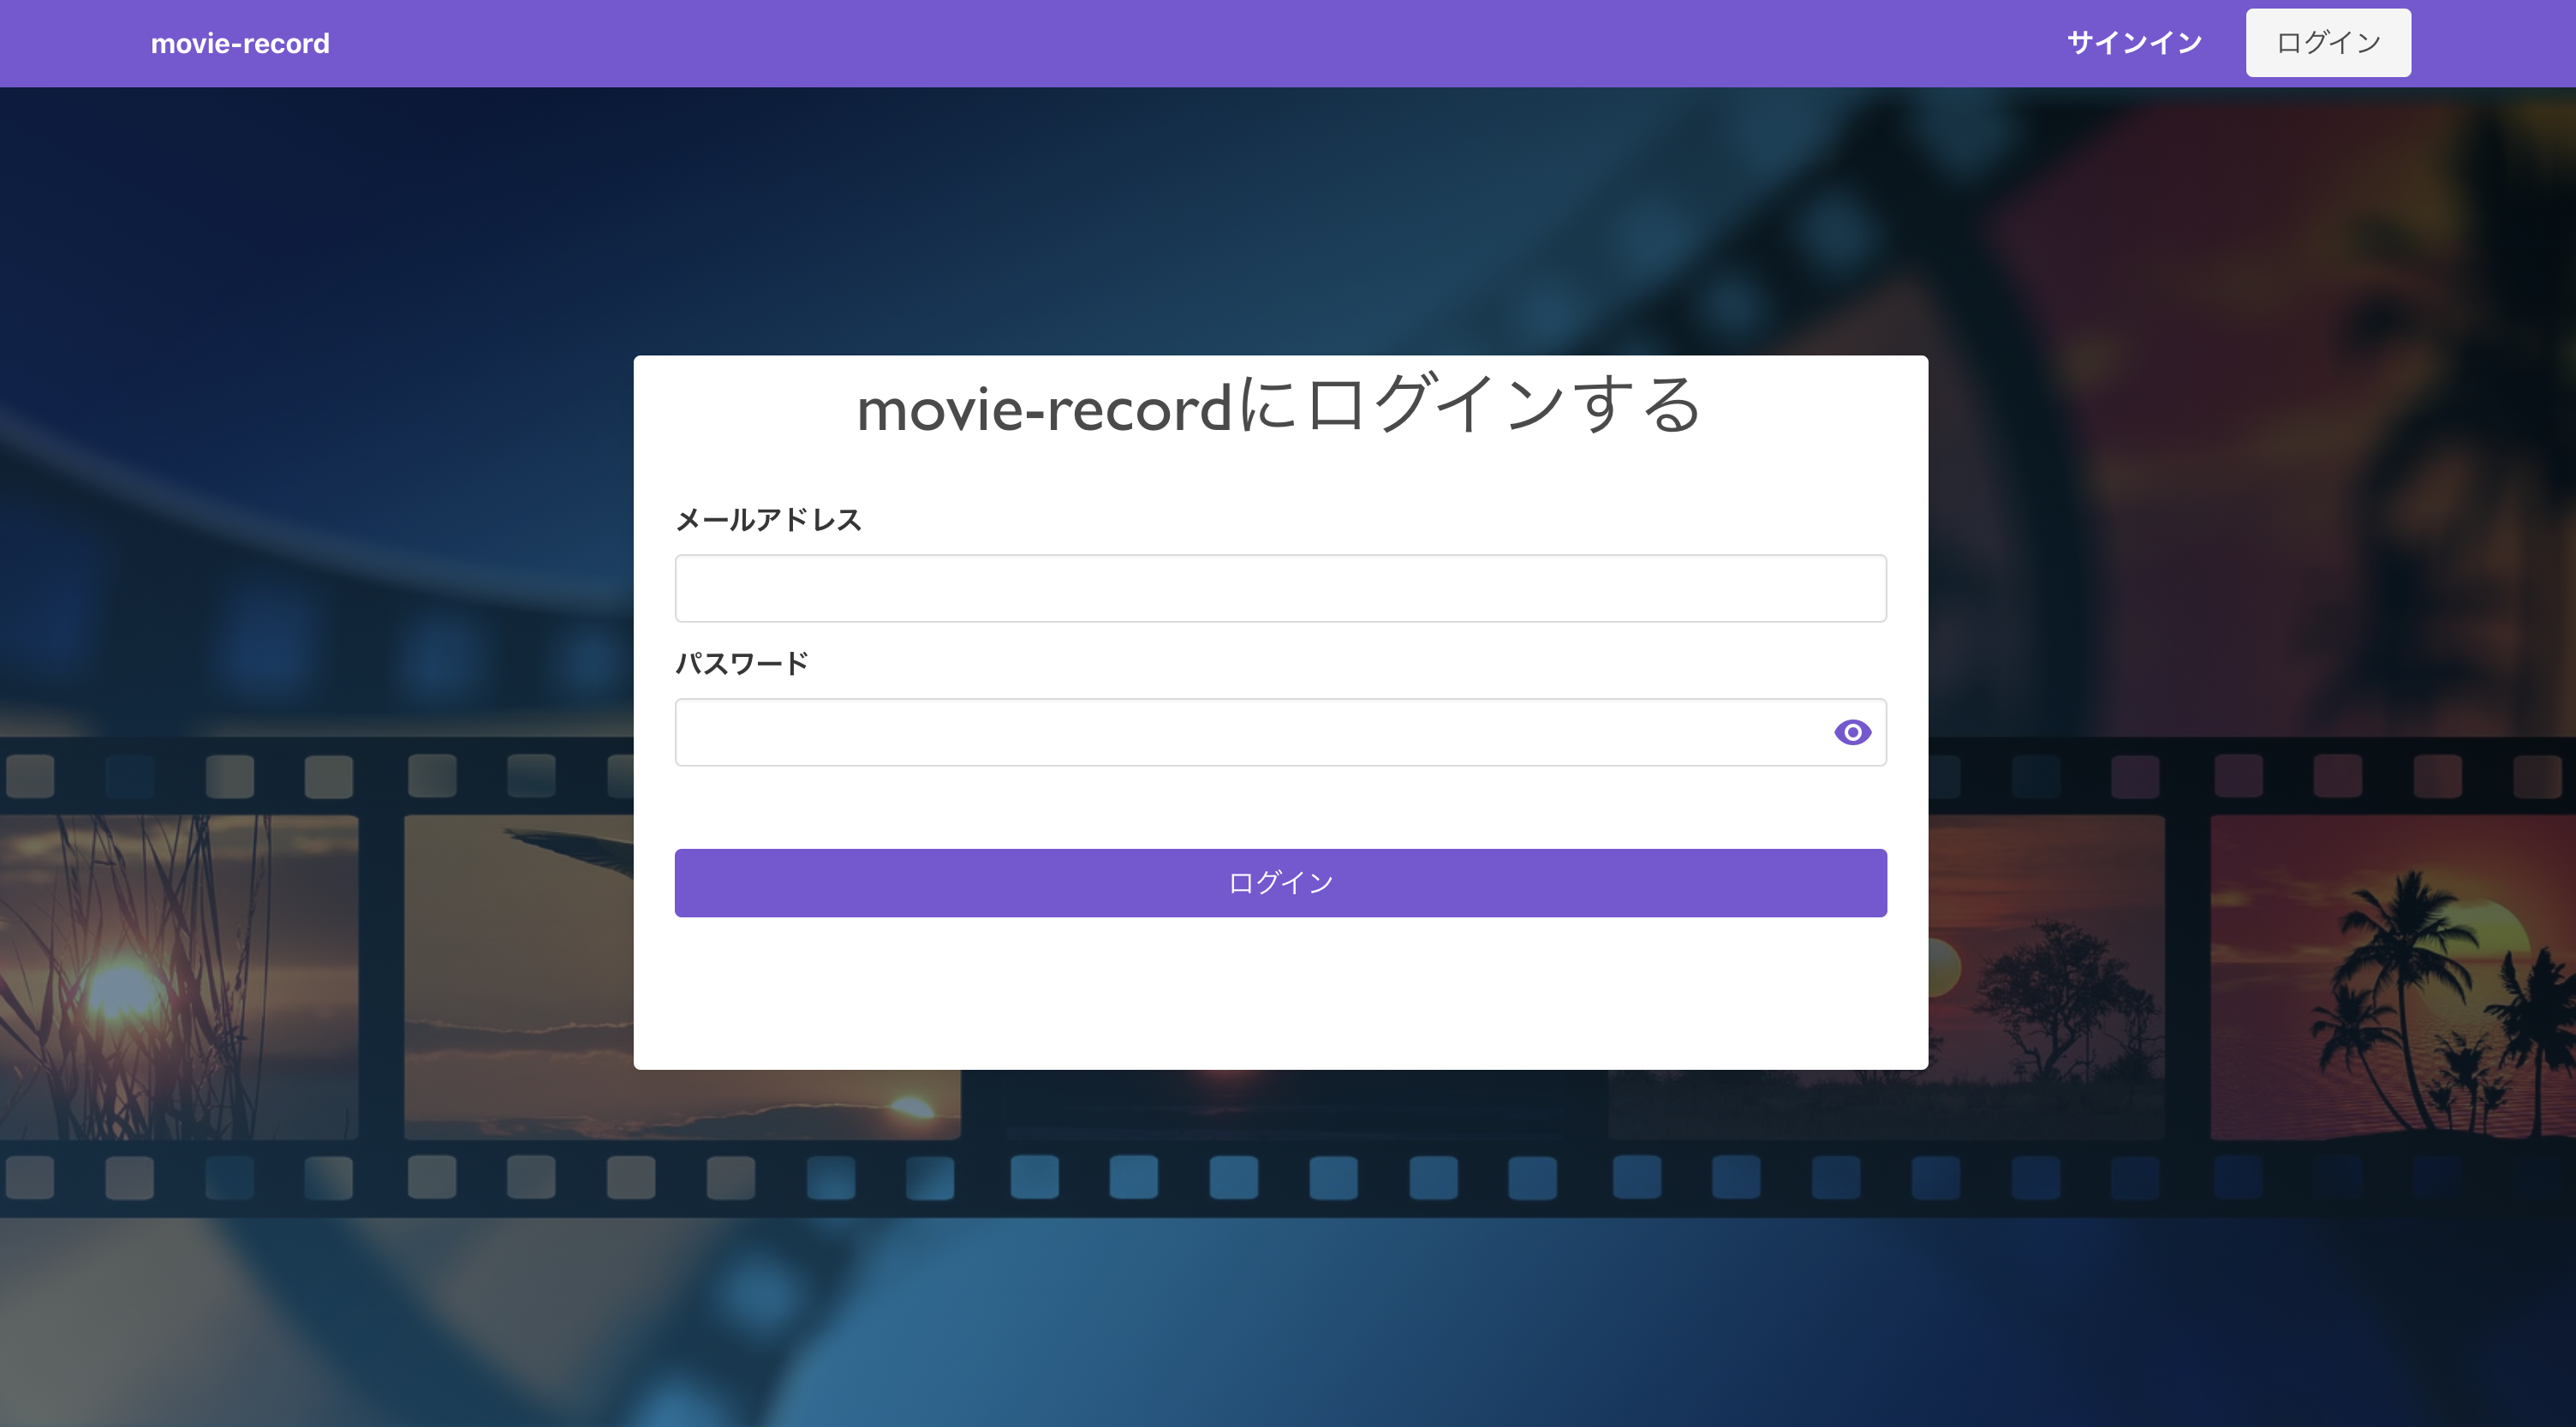 movie-record
サインイン
ログイン
movie-recordにログインする
メールアドレス
パスワード
ログイン